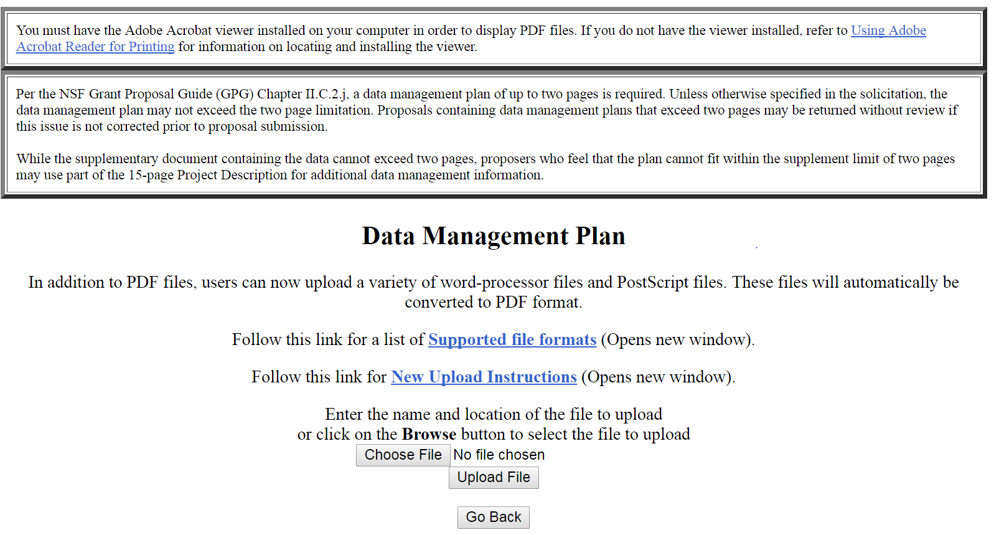 You must have the Adobe Acrobat viewer installed on your computer in order to display PDF files. If you do not have the viewer installed, refer to Using Adobe
Acrobat Reader for Printing for information on locating and installing the viewer.
Per the NSF Grant Proposal Guide (GPG) Chapter II.C.2.j, a data management plan of up to two pages is required. Unless otherwise specified in the solicitation, the
data management plan may not exceed the two page limitation. Proposals containing data management plans that exceed two pages may be returned without review if
this issue is not corrected prior to proposal submission.
While the supplementary document containing the data cannot exceed two pages, proposers who feel that the plan cannot fit within the supplement limit of two pages
may use part of the 15-page Project Description for additional data management information.
Data Management Plan
In addition to PDF files, users can now upload a variety of word-processor files and PostScript files. These files will automatically be
converted to PDF format.
Follow this link for a list of Supported file formats (Opens new window).
Follow this link for New Upload Instructions (Opens new window).
Enter the name and location of the file to upload
or click on the Browse button to select the file to upload
Choose File No file chosen
Upload File
Go Back